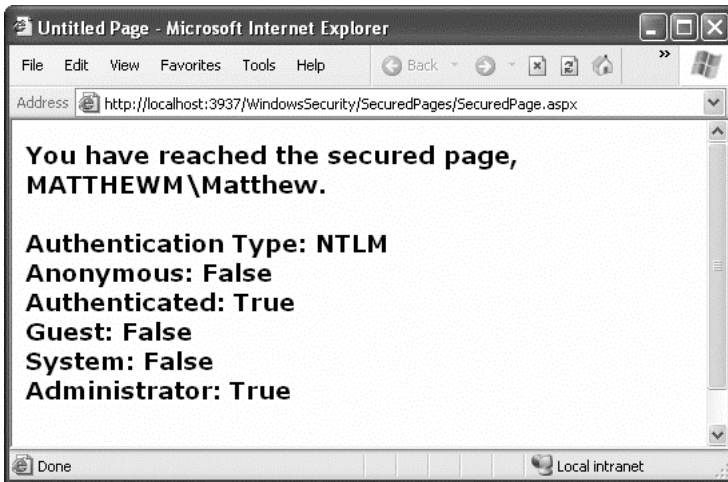 Untitled Page - Microsoft Internet Explorer
File Edit View Favorites Tools Help Back »
Address http://localhost:3937/WindowsSecurity/SecuredPages/SecuredPage.aspx
You have reached the secured page,
MATTHEWM\Matthew.
Authentication Type: NTLM
Anonymous: False
Authenticated: True
Guest: False
System: False
Administrator: True
Done Local intranet